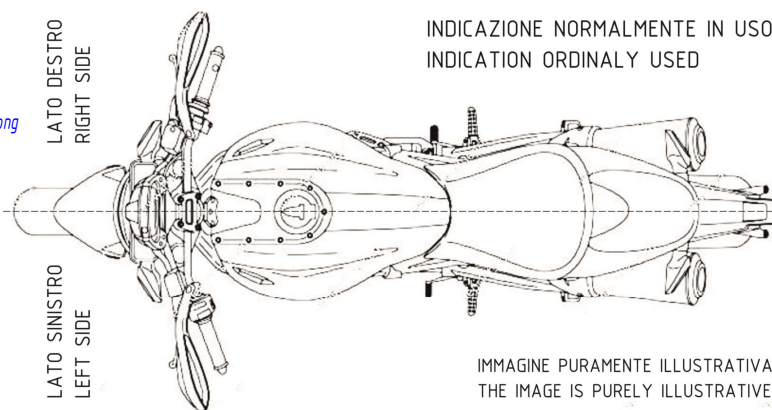 INDICAZIONE NORMALMENTE IN USO
INDICATION ORDINALY USED
LATO DESTRO
RIGHT SIDE
ong
LATO SINISTRO
LEFT SIDE
IMMAGINE PURAMENTE ILLUSTRATIVA
THE IMAGE IS PURELY ILLUSTRATIVE